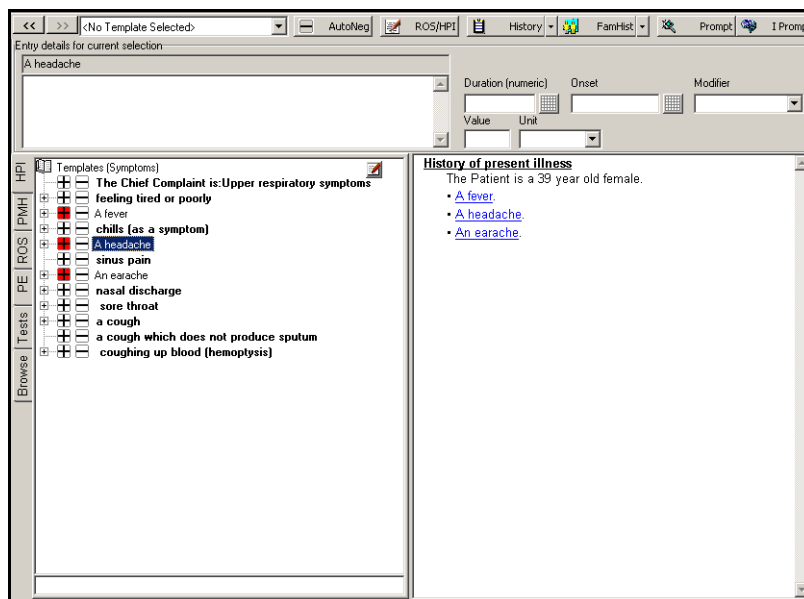 << >> <No Template Selected> AutoNeg ROS/HPI History FamHist Prompt I Promp
Entry details for current selection
A headache
Duration (numeric) Onset Modifier
Value Unit
HPI
PMH
ROS
PE
Tests
Browse
Templates (Symptoms)
The Chief Complaint is:Upper respiratory symptoms
feeling tired or poorly
A fever
chills (as a symptom)
A headache
sinus pain
An earache
nasal discharge
sore throat
a cough
a cough which does not produce sputum
coughing up blood (hemoptysis)
History of present illness
The Patient is a 39 year old female.
• A fever.
• A headache.
• An earache.